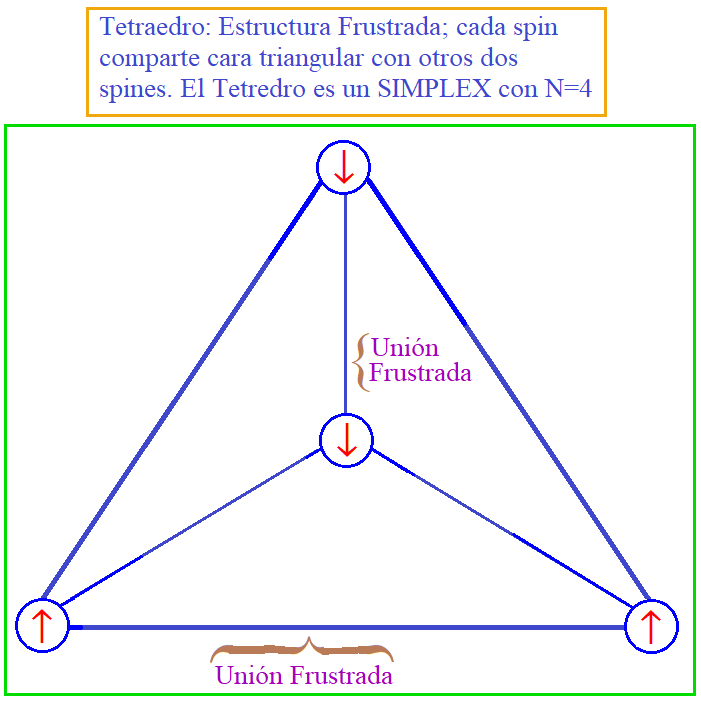 Tetraedro: Estructura Frustrada; cada spin
comparte cara triangular con otros dos
spines. El Tetredro es un SIMPLEX con N=4
↓
Unión
Frustrada
↓
↑ ↑
Unión Frustrada